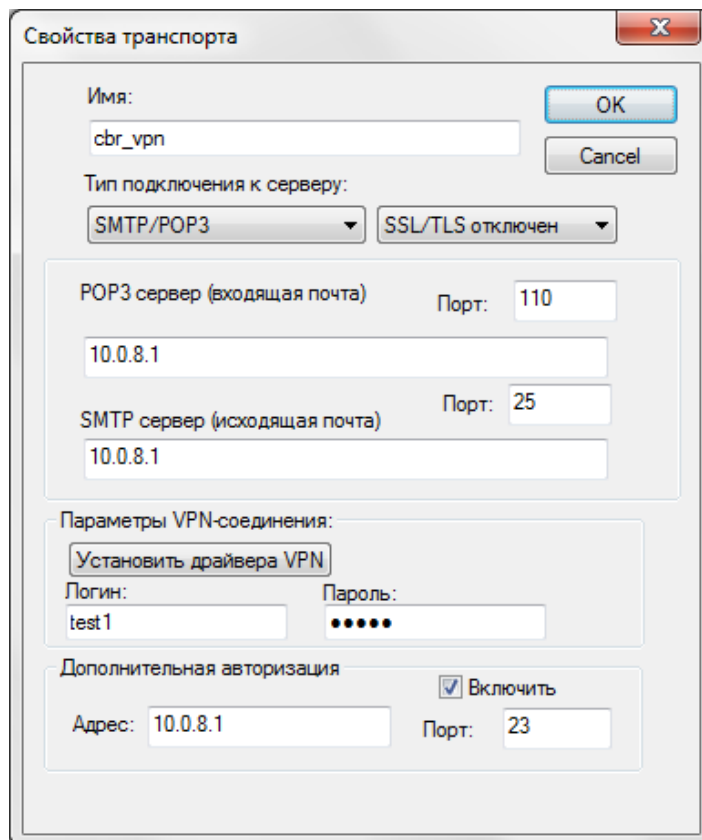 Свойства транспорта
Имя:
OK
cbr_vpn
Cancel
Тип подключения к серверу:
SMTP/POP3
SSL/TLS отключен
POP3 сервер (входящая почта)
Порт: 110
10.0.8.1
Порт: 25
SMTP сервер (исходящая почта)
10.0.8.1
Параметры VPN-соединения:
Установить драйвера VPN
Логин: Пароль:
test1 •••••
Дополнительная авторизация
Включить
Адрес: 10.0.8.1 Порт: 23